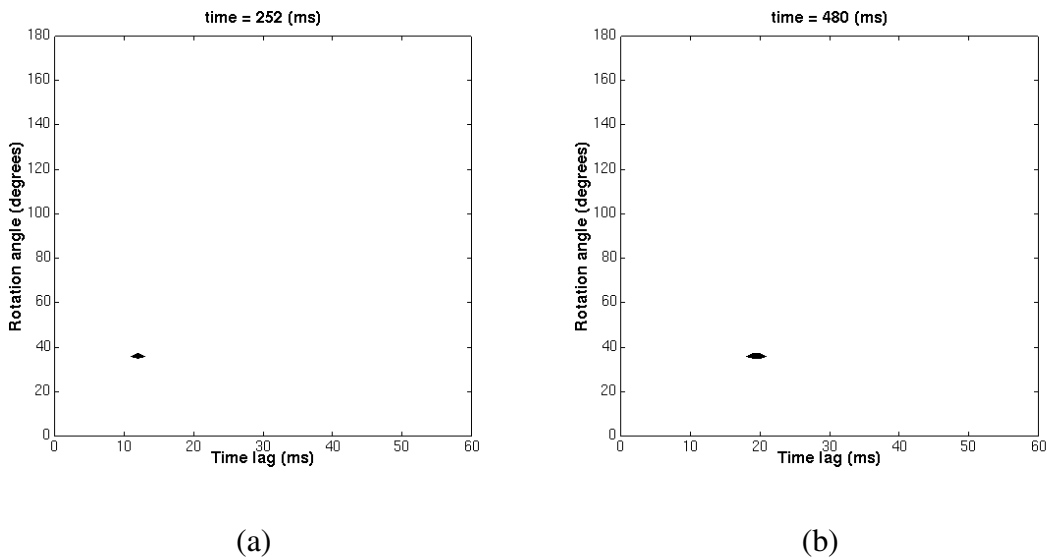 time = 252 (ms)
180
160
140
120
100
80
60
40
20
0
Rotation angle (degrees)
0 10 20 30 40 50 60
Time lag (ms)
(a)
time = 480 (ms)
180
160
140
120
100
80
60
40
20
0
Rotation angle (degrees)
0 10 20 30 40 50 60
Time lag (ms)
(b)